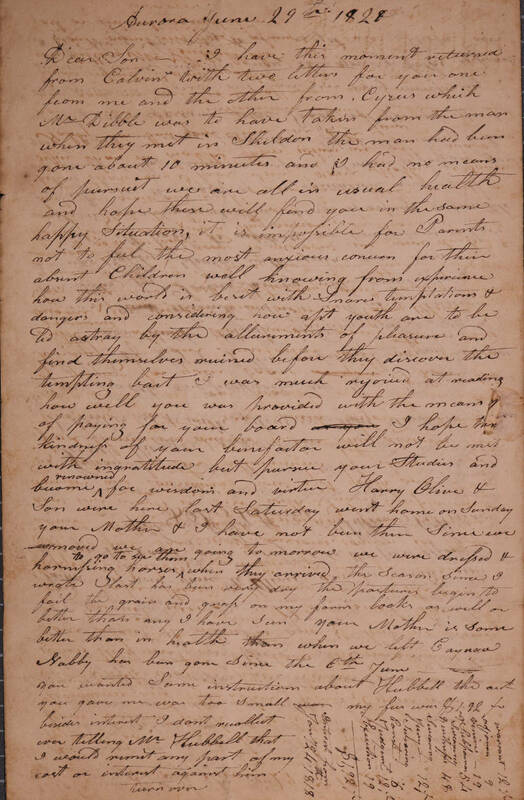 Aurora June 29th 1828
Dear Son — I have this moment returned
from Calvins with two letters for you one
from me and the other from Cyrus which
Mr Dibble was to have taken from the man
when they met in Sheldon the man had been
gone about 10 minutes and I had no means
of pursuit we are all in usual health
and hope these will find you in the same
happy Situation, it is impossible for Parents
not to feel the most anxious concern for their
absent Children well knowing from experience
how this world is beset with Snares temptations &
dangers and considering how apt youth are to be
led astray by the allurements of pleasure and
find themselves ruined before they discover the
tempting bait I was much rejoiced at reading
how well you was provided with the means
of paying for your board I hope the
kindness of your benefactor will not be met
with ingratitude but pursue your Studies and
become renowned for wisdom and virtue Harry Olive &
Son were here last Saturday went home on Sunday
your Mother & I have not been there Since we
moved we going to morrow we were dressed &
harnessing horses to go to see them when they arrived the Season Since I
wrote last has been very dry the pastures begin to
fail the grain and grass on my farm looks as well or
better than any I have seen your Mother is some
better than in health than when we left Cayuga
Nabby has been gone Since the 6th June
you wanted Some instructions about Hubbell the act
you gave me was too small my fees was $1,92
besides interest I dont recollect
ever telling Mr Hubbell that
I would remit any part of my
cost or interest against him
turn over